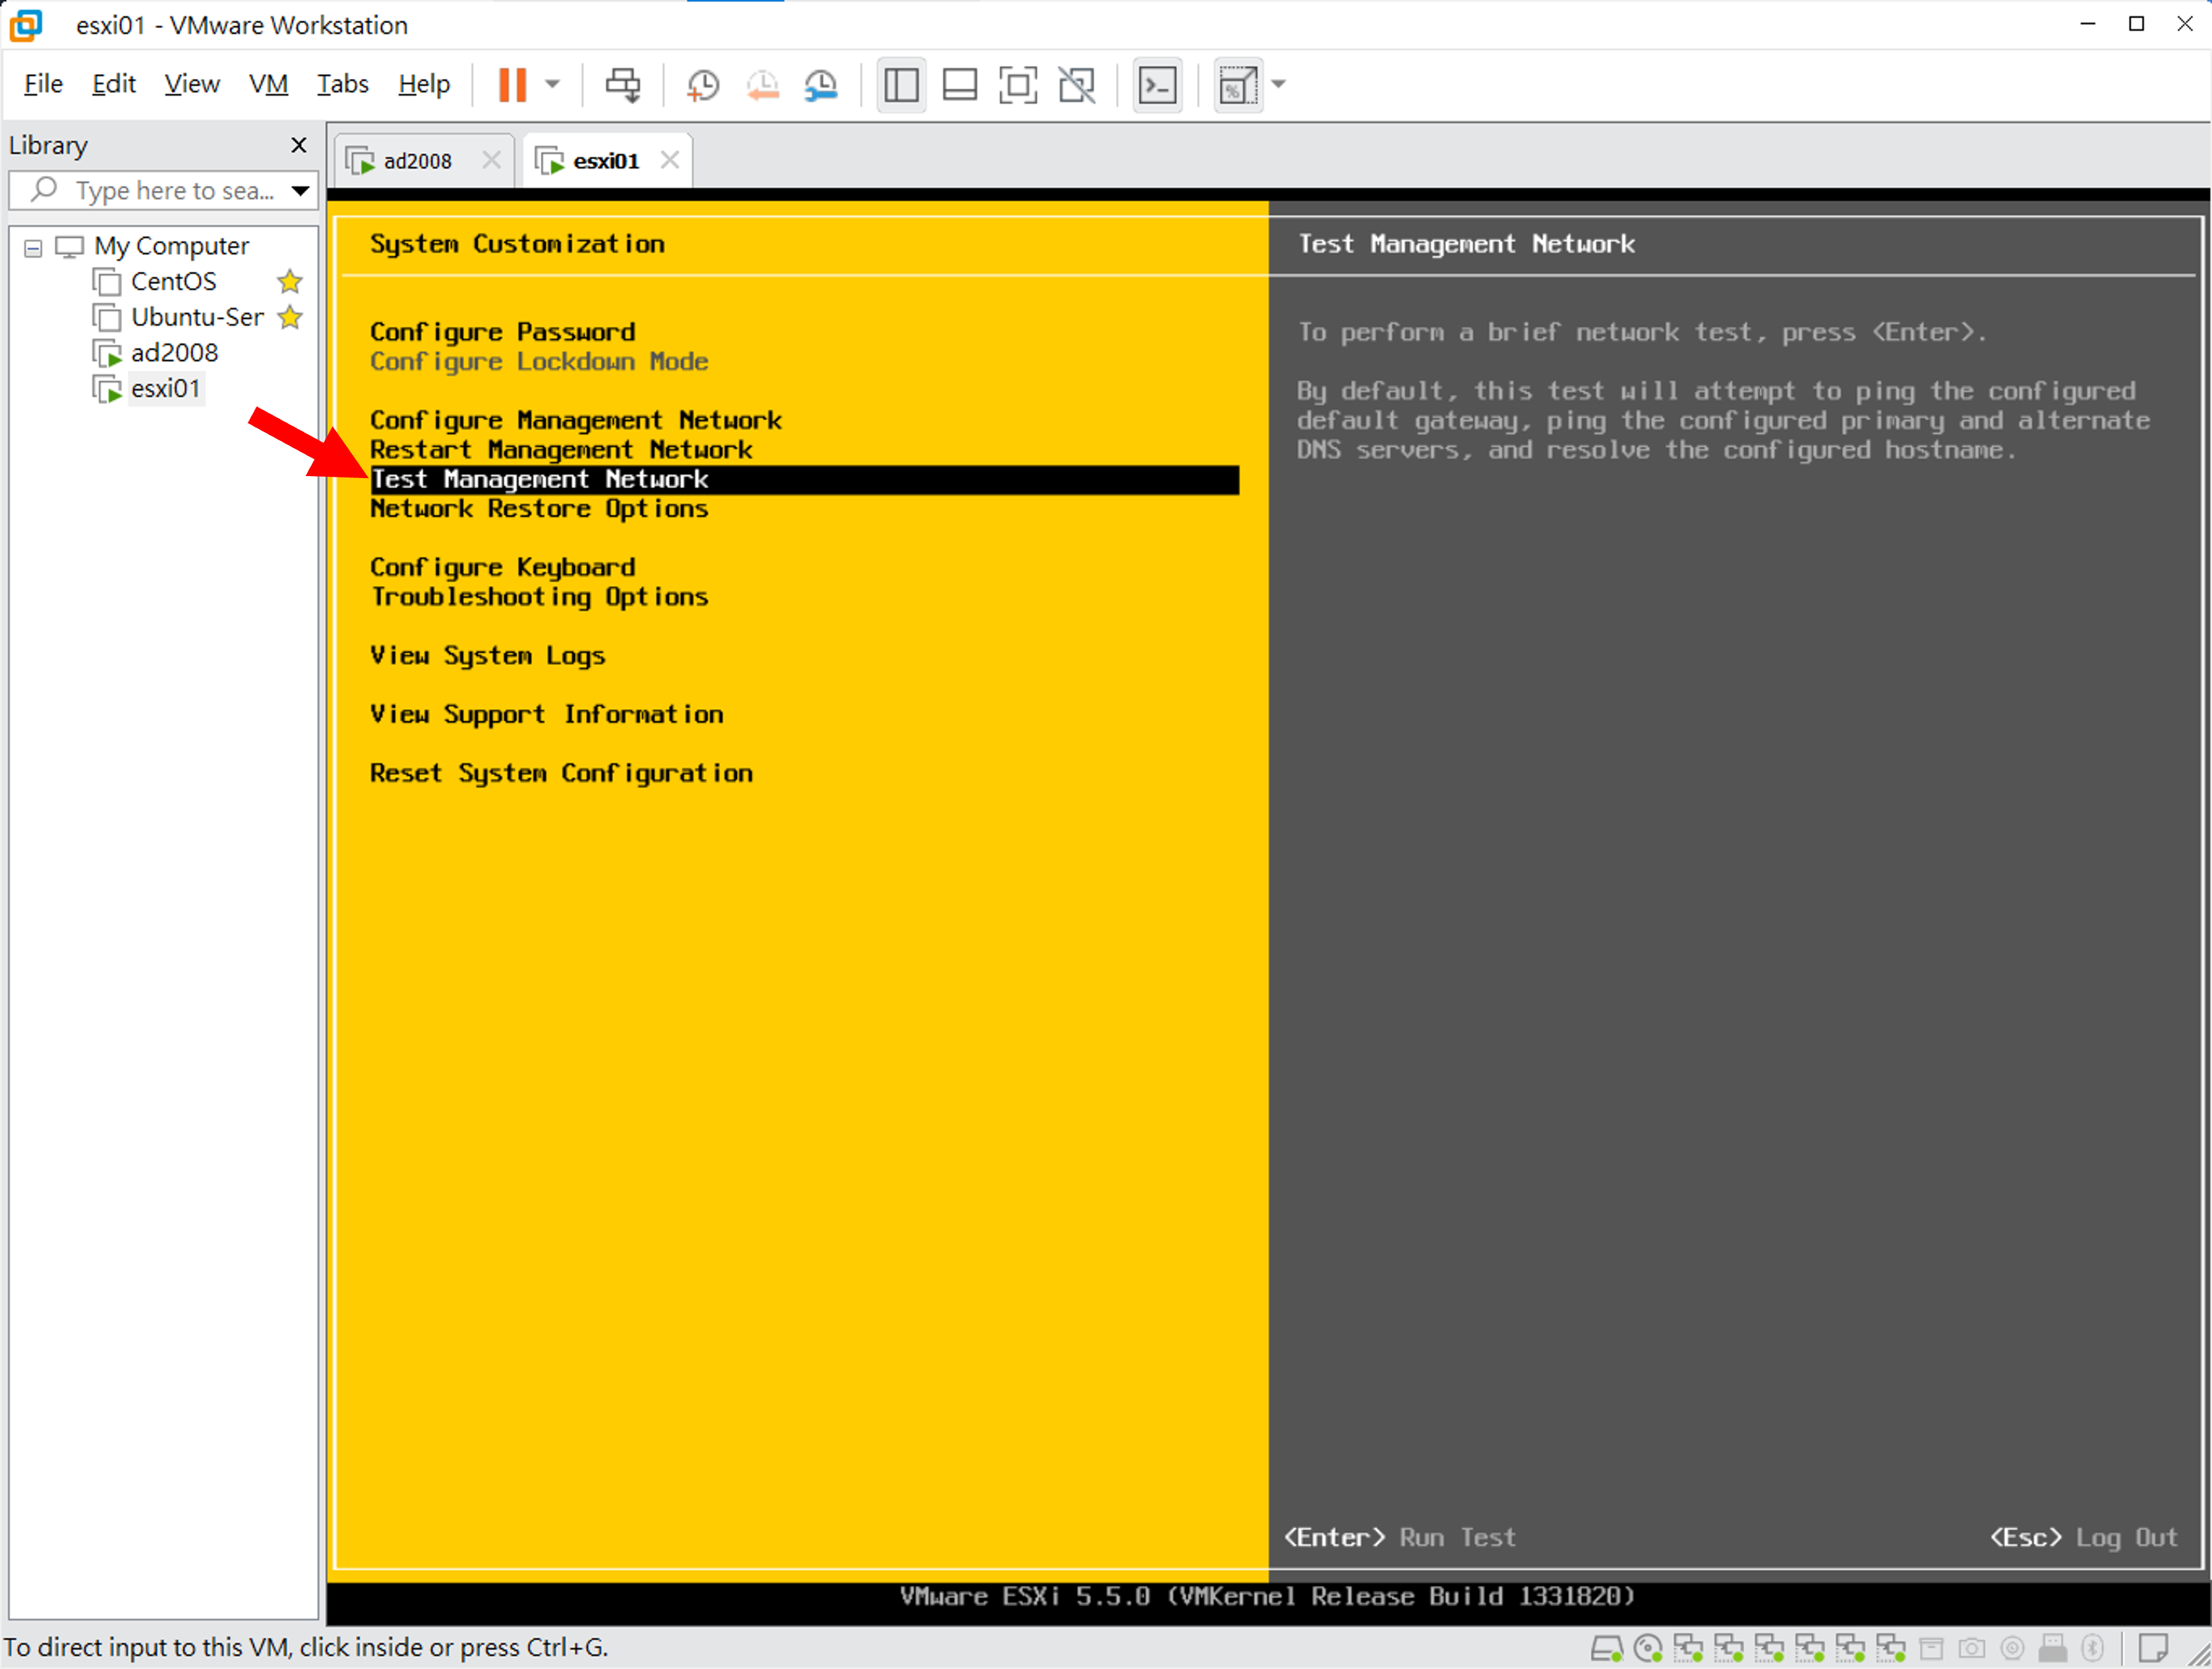 esxi01 - VMware Workstation
File Edit View VM Tabs Help
Library
Type here to sea...
My Computer
CentOS
Ubuntu-Ser
ad2008
esxi01
ad2008
esxi01
System Customization
Configure Password
Configure Lockdown Mode
Configure Management Network
Restart Management Network
Test Management Network
Network Restore Options
Configure Keyboard
Troubleshooting Options
View System Logs
View Support Information
Reset System Configuration
Test Management Network
To perform a brief network test, press <Enter>.
By default, this test will attempt to ping the configured
default gateway, ping the configured primary and alternate
DNS servers, and resolve the configured hostname.
<Enter> Run Test
<Esc> Log Out
VMware ESXi 5.5.0 (VMKernel Release Build 1331820)
To direct input to this VM, click inside or press Ctrl+G.